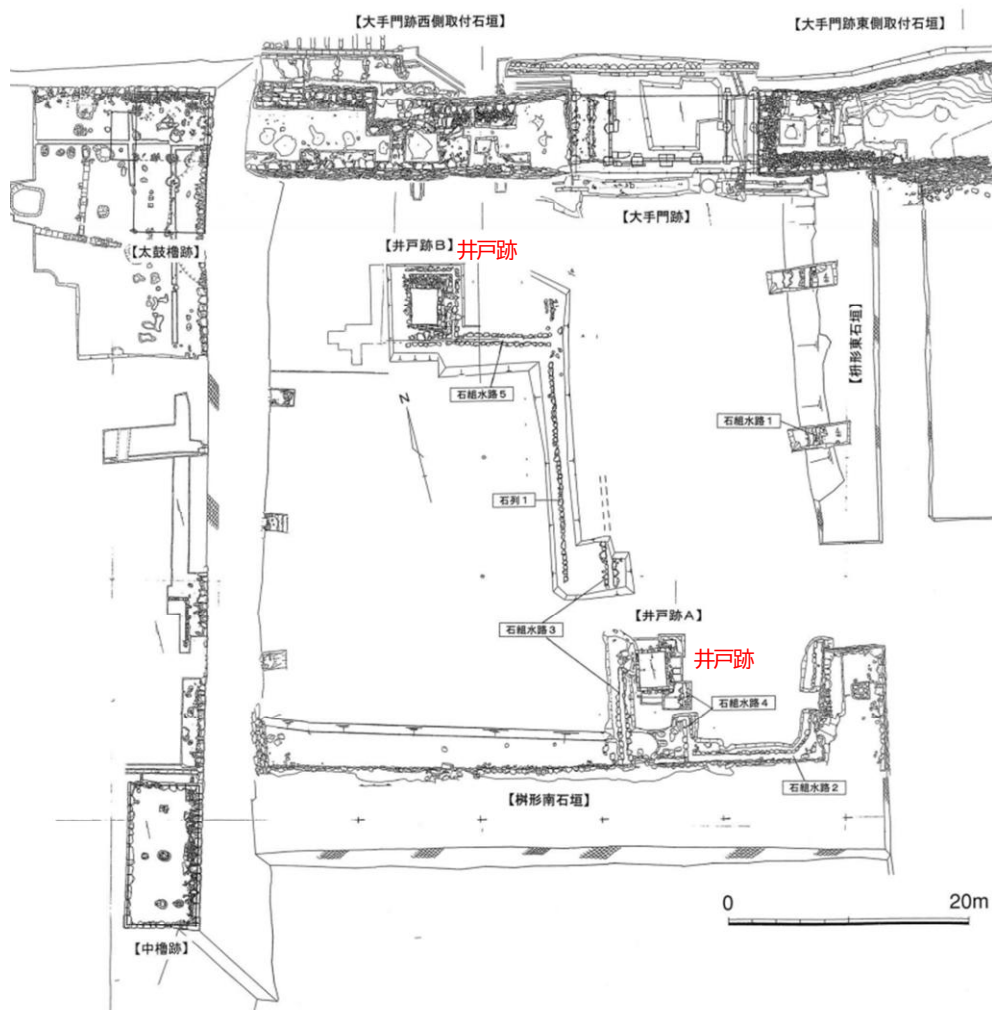 【大手門跡西側取付石垣】
【大手門跡東側取付石垣】
【大手門跡】
【太鼓櫓跡】
【井戸跡B】
井戸跡
【枡形東石垣】
石組水路5
N
石組水路1
石列1
【井戸跡A】
石組水路3
井戸跡
石組水路4
石組水路2
【桝形南石垣】
0
20m
【中櫓跡】